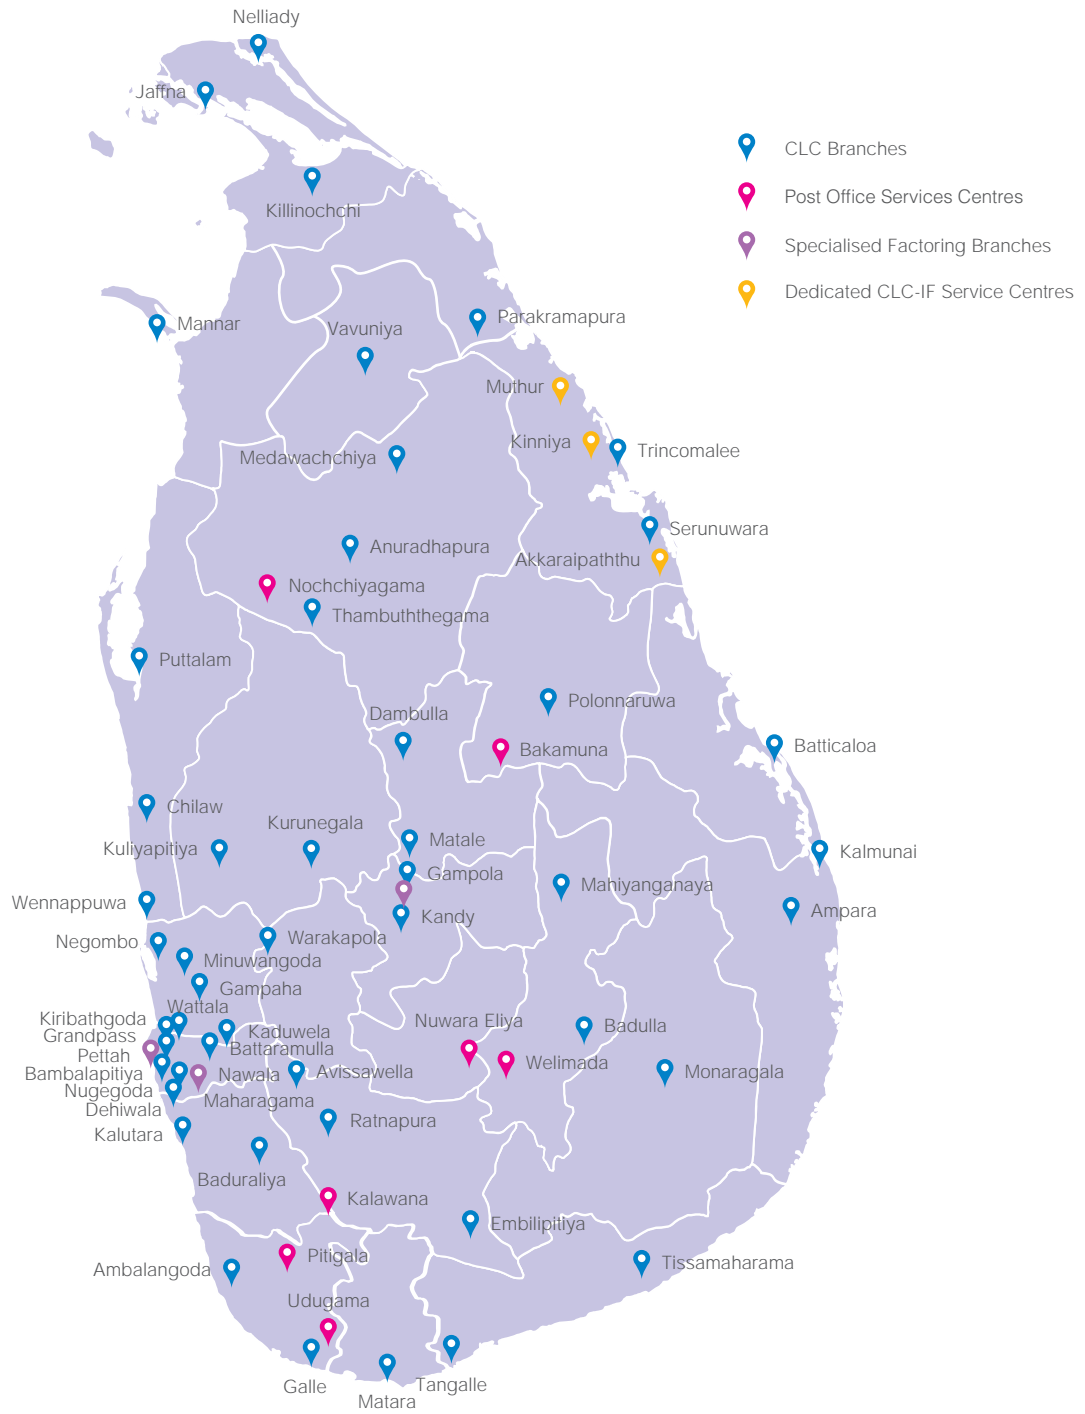 Nelliady
Jaffna
CLC Branches
Post Office Services Centres
Killinochchi
Specialised Factoring Branches
Dedicated CLC-IF Service Centres
Mannar
Parakramapura
Vavuniya
Muthur
Kinniya
Trincomalee
Medawachchiya
Serunuwara
Anuradhapura
Akkaraipaththu
Nochchiyagama
Thambuththegama
Puttalam
Polonnaruwa
Dambulla
Batticaloa
Bakamuna
Chilaw
Kurunegala
Matale
Kuliyapitiya
Kalmunai
Gampola
Mahiyanganaya
Wennappuwa
Ampara
Kandy
Negombo
Warakapola
Minuwangoda
Gampaha
Wattala
Kiribathgoda
Nuwara Eliya
Badulla
Kaduwela
Grandpass
Battaramulla
Pettah
Welimada
Bambalapitiya
Nawala
Avissawella
Monaragala
Nugegoda
Maharagama
Dehiwala
Ratnapura
Kalutara
Baduraliya
Kalawana
Embilipitiya
Pitigala
Tissamaharama
Ambalangoda
Udugama
Galle
Tangalle
Matara